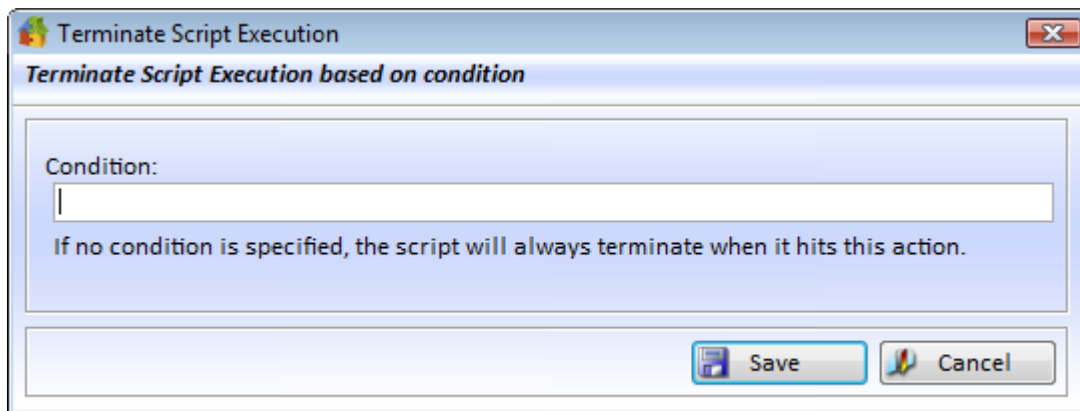 Terminate Script Execution
Terminate Script Execution based on condition
Condition:
If no condition is specified, the script will always terminate when it hits this action.
Save Cancel